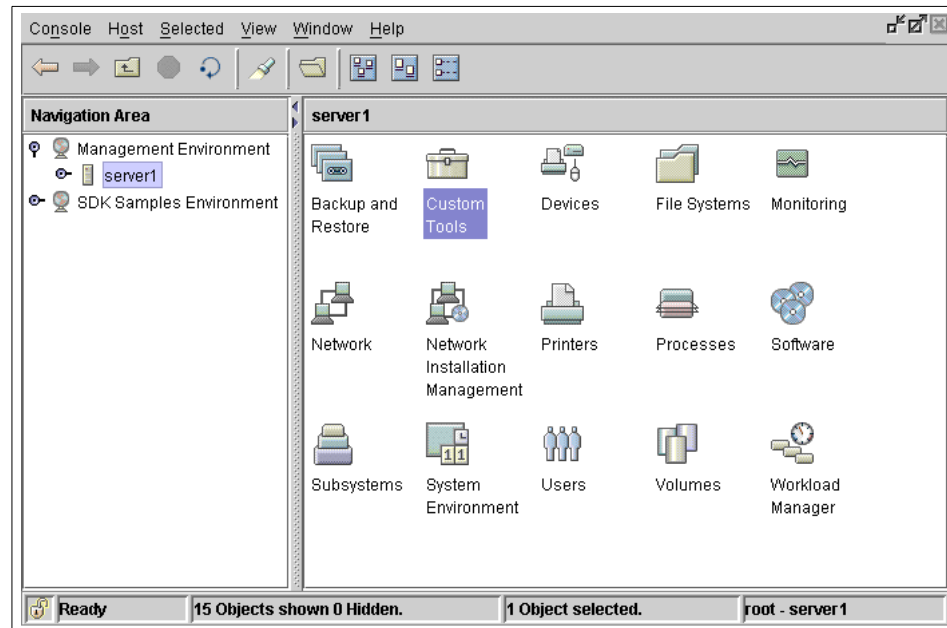 Console Host Selected View Window Help
Navigation Area
server1
Management Environment
server1
SDK Samples Environment
Backup and
Restore
Custom
Tools
Devices
File Systems
Monitoring
Network
Network
Installation
Management
Printers
Processes
Software
Subsystems
System
Environment
Users
Volumes
Workload
Manager
Ready
15 Objects shown 0 Hidden.
1 Object selected.
root - server1